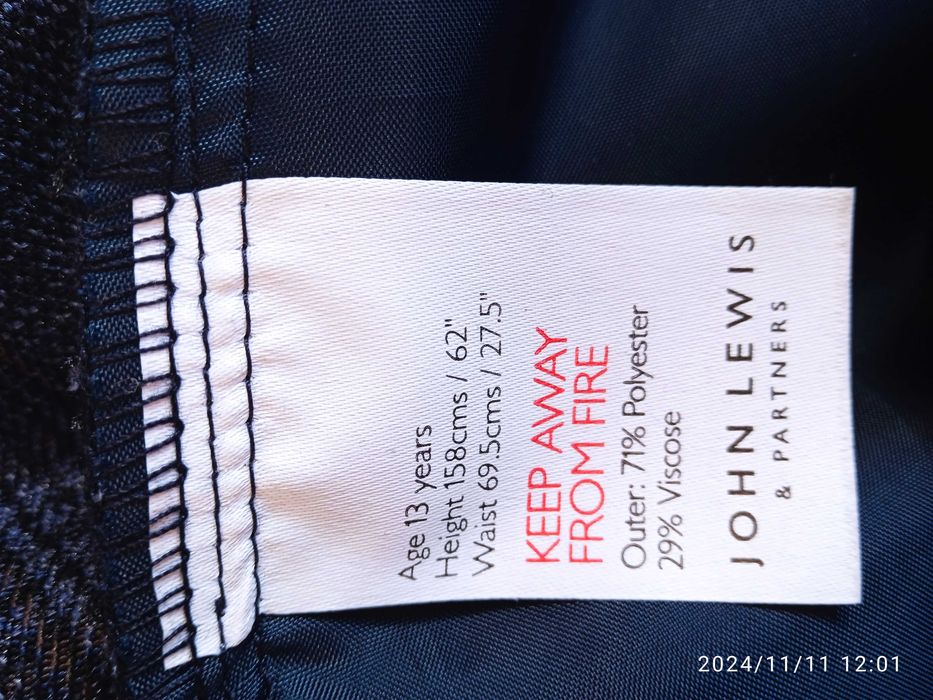 Age 13 years
Height 158cms / 62"
Waist 69.5cms / 27.5"
KEEP AWAY
FROM FIRE
Outer: 71% Polyester
29% Viscose
JOHN LEWIS
& PARTNERS
2024/11/11 12:01